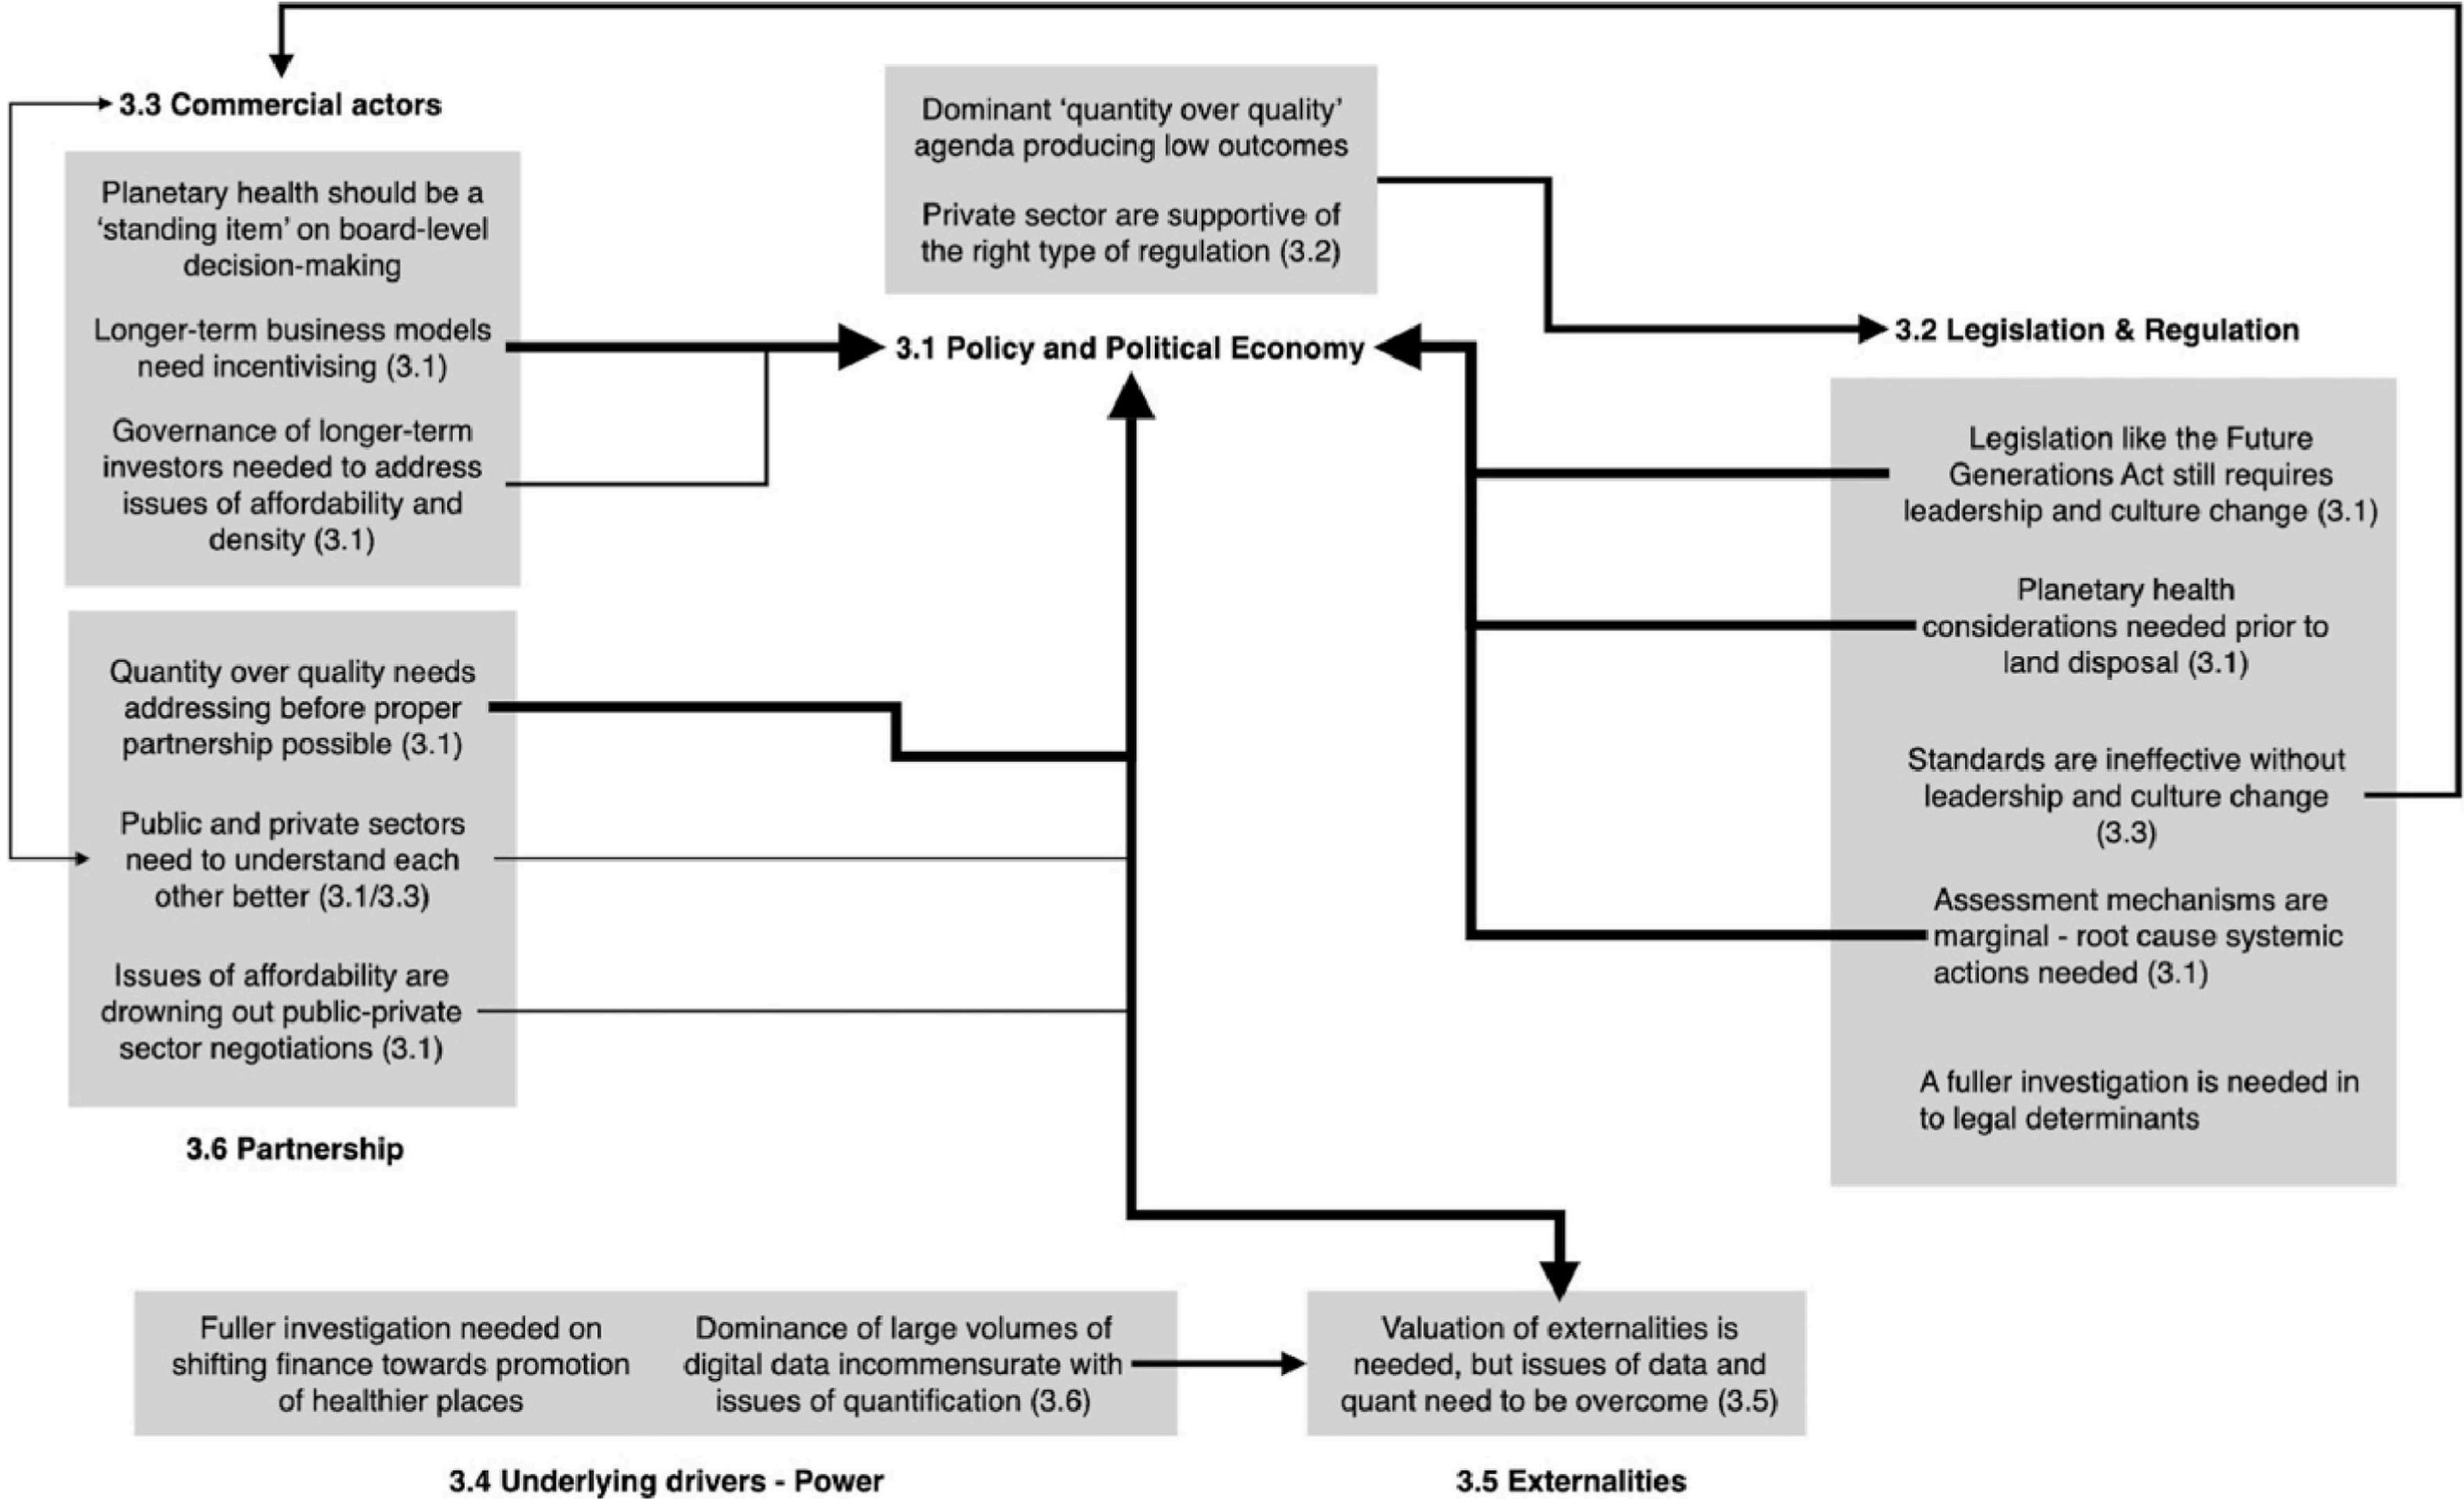 3.3 Commercial actors
Planetary health should be a
‘standing item’ on board-level
decision-making
Longer-term business models
need incentivising (3.1)
Governance of longer-term
investors needed to address
issues of affordability and
density (3.1)
Dominant ‘quantity over quality’
agenda producing low outcomes
Private sector are supportive of
the right type of regulation (3.2)
3.1 Policy and Political Economy
3.2 Legislation & Regulation
Legislation like the Future
Generations Act still requires
leadership and culture change (3.1)
Planetary health
considerations needed prior to
land disposal (3.1)
Standards are ineffective without
leadership and culture change
(3.3)
Assessment mechanisms are
marginal - root cause systemic
actions needed (3.1)
A fuller investigation is needed in
to legal determinants
Quantity over quality needs
addressing before proper
partnership possible (3.1)
Public and private sectors
need to understand each
other better (3.1/3.3)
Issues of affordability are
drowning out public-private
sector negotiations (3.1)
3.6 Partnership
Fuller investigation needed on
shifting finance towards promotion
of healthier places
Dominance of large volumes of
digital data incommensurate with
issues of quantification (3.6)
3.4 Underlying drivers - Power
Valuation of externalities is
needed, but issues of data and
quant need to be overcome (3.5)
3.5 Externalities